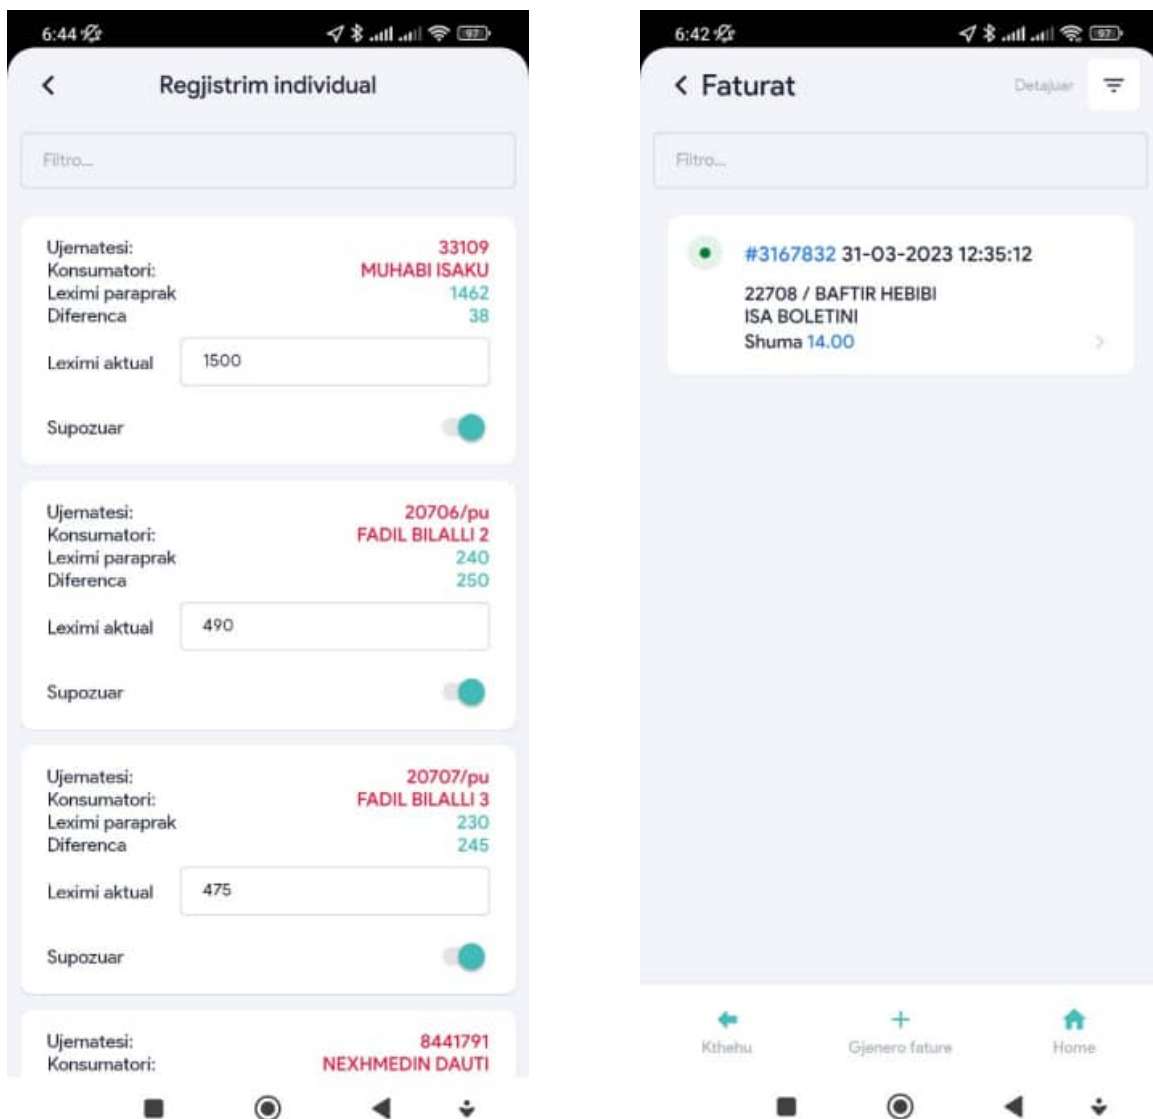 6:44
97
Regjistrim individual
Filtro...
Ujematesi: 33109
Konsumatori: MUHABI ISAKU
Leximi paraprak 1462
Diferenca 38
Leximi aktual 1500
Supozuar
Ujematesi: 20706/pu
Konsumatori: FADIL BILALLI 2
Leximi paraprak 240
Diferenca 250
Leximi aktual 490
Supozuar
Ujematesi: 20707/pu
Konsumatori: FADIL BILALLI 3
Leximi paraprak 230
Diferenca 245
Leximi aktual 475
Supozuar
Ujematesi: 8441791
Konsumatori: NEXHMEDIN DAUTI
6:42
97
Faturat Detajuar
Filtro...
#3167832 31-03-2023 12:35:12
22708 / BAFTIR HEBIBI
ISA BOLETINI
Shuma 14.00
Kthehu Gjenero fature Home